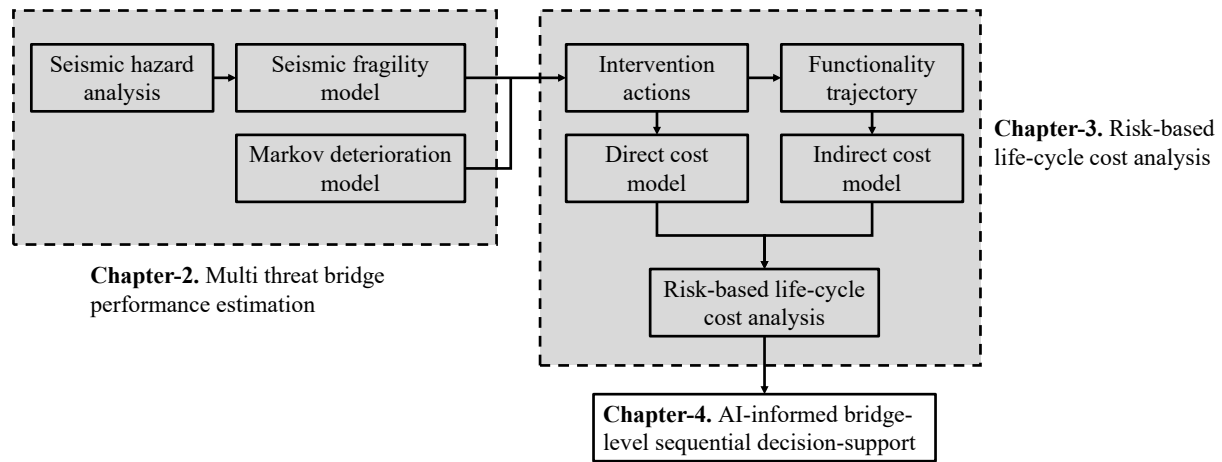 Seismic hazard
analysis
Seismic fragility
model
Markov deterioration
model
Chapter-2. Multi threat bridge
performance estimation
Intervention
actions
Functionality
trajectory
Direct cost
model
Indirect cost
model
Risk-based life-cycle
cost analysis
Chapter-3. Risk-based
life-cycle cost analysis
Chapter-4. AI-informed bridge-
level sequential decision-support